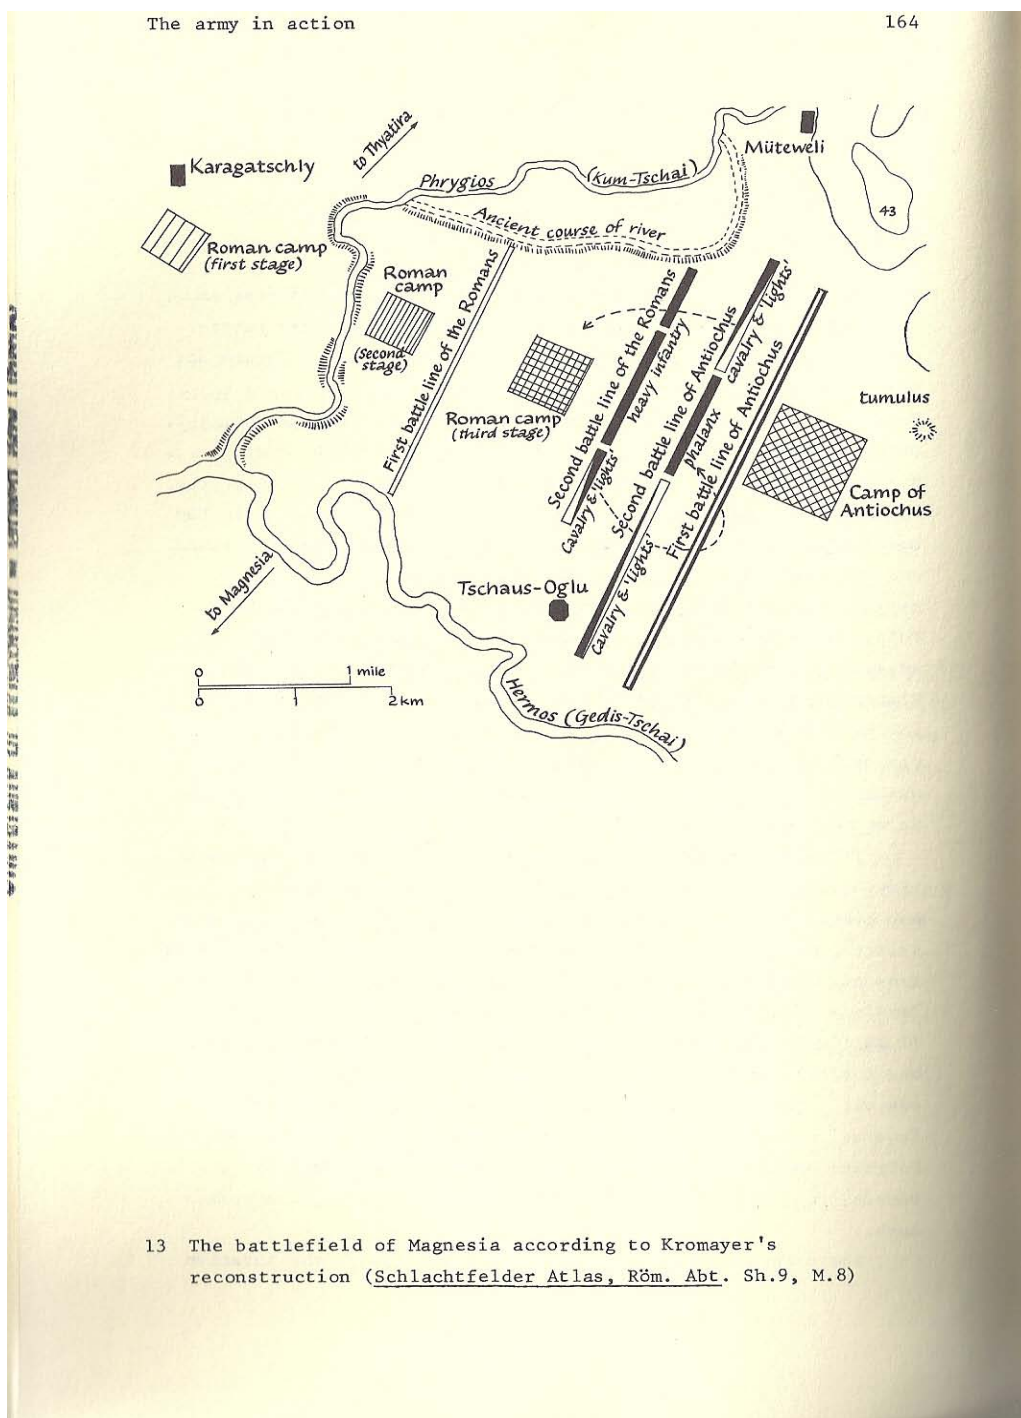 The army in action
164
to Thyatira
Karagatschly
Müteweli
Phrygios
(Kum-Tschai)
Ancient course of river
43
Roman camp
(first stage)
Roman
camp
(Second
stage)
First battle line of the Romans
Roman camp
(third stage)
Second battle line of the Romans
heavy infantry
Cavalry & 'lights'
Second battle line of Antiochus
cavalry & 'lights'
phalanx
Cavalry & 'lights'
First battle line of Antiochus
tumulus
Camp of
Antiochus
Tschaus-Oglu
to Magnesia
0 1 mile
0 1 2 km
Hermos (Gedis-Tschai)
13 The battlefield of Magnesia according to Kromayer's
reconstruction (Schlachtfelder Atlas, Röm. Abt. Sh.9, M.8)